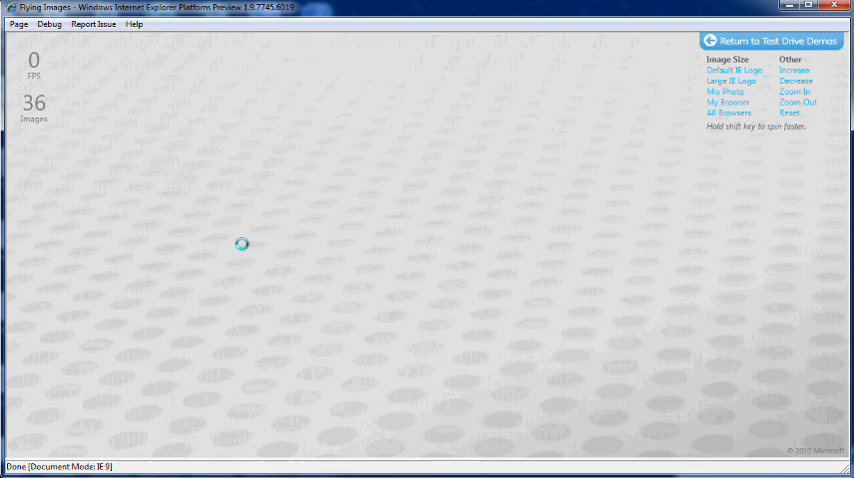 Flying Images - Windows Internet Explorer Platform Preview 1.9.7745.6019
Page Debug Report Issue Help
Return to Test Drive Demos
0
FPS
36
Images
Image Size Other
Default IE Logo Increase
Large IE Logo Decrease
Mix Photo Zoom In
My Browser Zoom Out
All Browsers Reset
Hold shift key to spin faster.
© 2010 Microsoft
Done [Document Mode: IE 9]